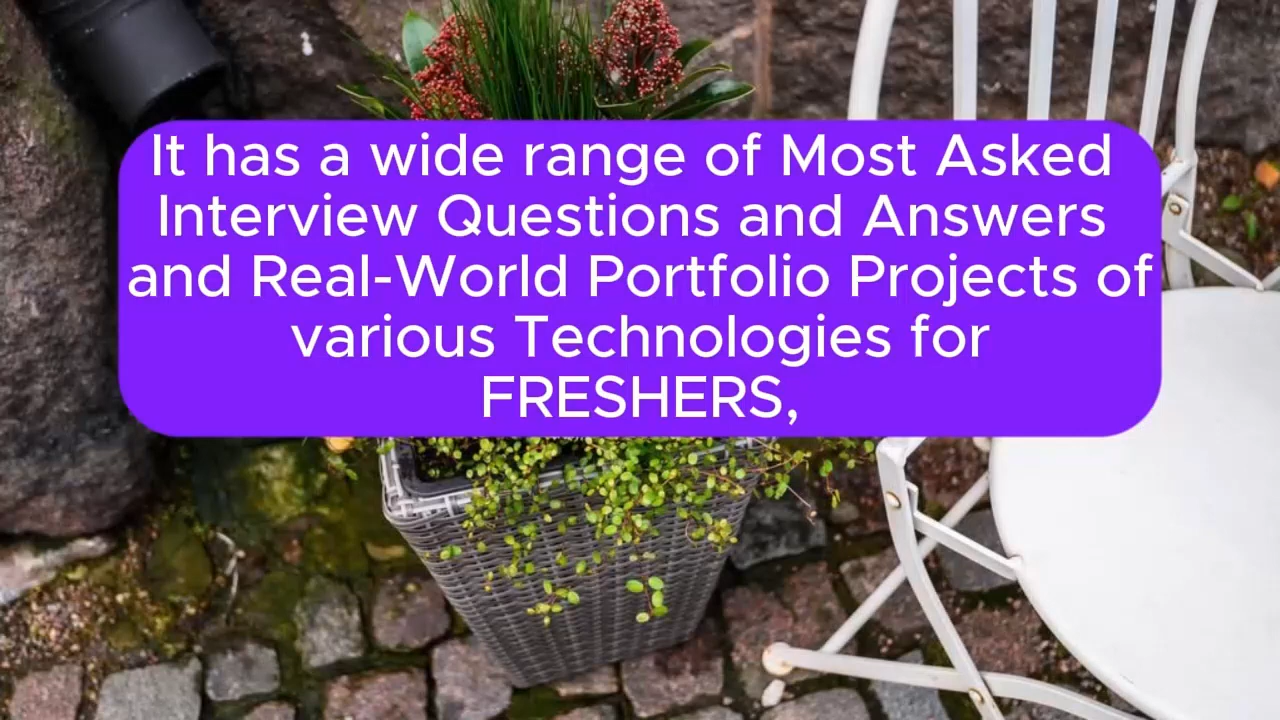 It has a wide range of Most Asked
Interview Questions and Answers
and Real-World Portfolio Projects of
various Technologies for
FRESHERS,